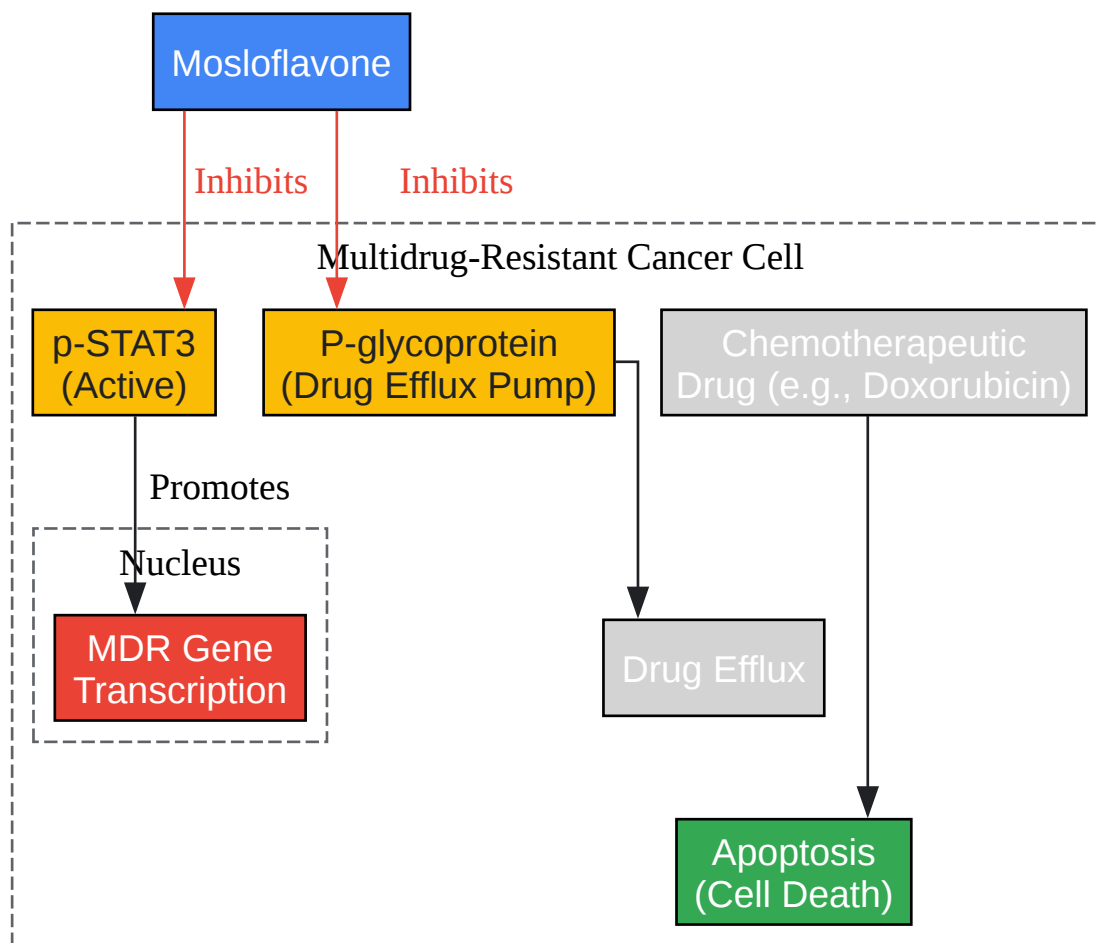 Mosloflavone
Inhibits
Inhibits
Multidrug-Resistant Cancer Cell
p-STAT3
(Active)
P-glycoprotein
(Drug Efflux Pump)
Chemotherapeutic
Drug (e.g., Doxorubicin)
Promotes
Nucleus
MDR Gene
Transcription
Drug Efflux
Apoptosis
(Cell Death)